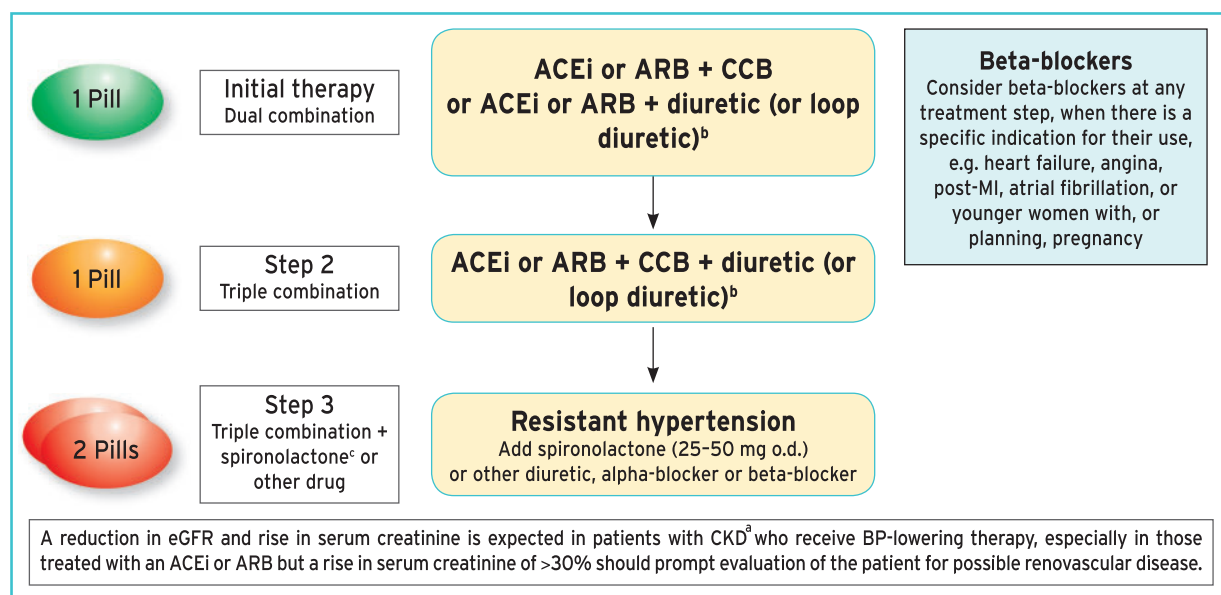 1 Pill
Initial therapy
Dual combination
ACEi or ARB + CCB
or ACEi or ARB + diuretic (or loop
diuretic)ᵇ
Beta-blockers
Consider beta-blockers at any
treatment step, when there is a
specific indication for their use,
e.g. heart failure, angina,
post-MI, atrial fibrillation, or
younger women with, or
planning, pregnancy
1 Pill
Step 2
Triple combination
ACEi or ARB + CCB + diuretic (or
loop diuretic)ᵇ
2 Pills
Step 3
Triple combination +
spironolactoneᶜ or
other drug
Resistant hypertension
Add spironolactone (25–50 mg o.d.)
or other diuretic, alpha-blocker or beta-blocker
A reduction in eGFR and rise in serum creatinine is expected in patients with CKDᵃ who receive BP-lowering therapy, especially in those
treated with an ACEi or ARB but a rise in serum creatinine of >30% should prompt evaluation of the patient for possible renovascular disease.